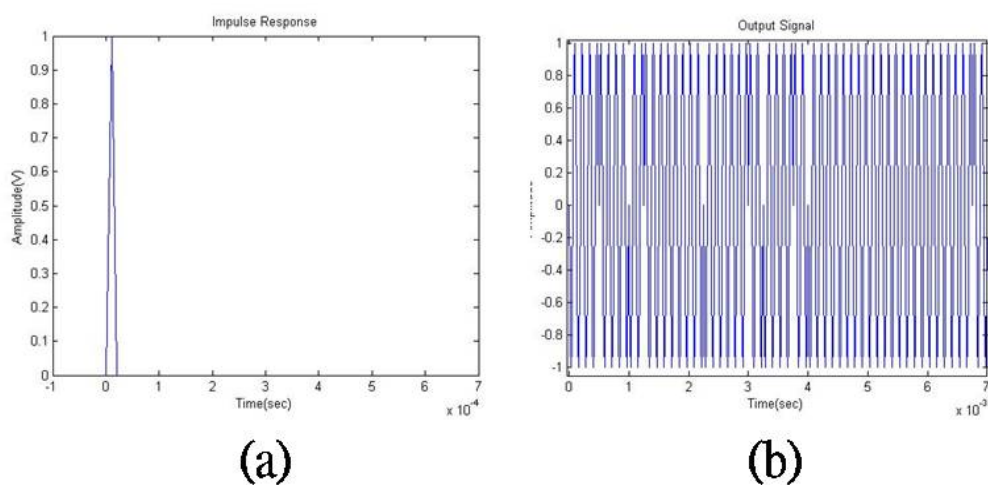 Impulse Response
1
0.9
0.8
0.7
0.6
0.5
0.4
0.3
0.2
0.1
0
Amplitude(V)
-1 0 1 2 3 4 5 6 7
Time(sec)
x 10⁻⁴
(a)
Output Signal
1
0.8
0.6
0.4
0.2
0
-0.2
-0.4
-0.6
-0.8
-1
0 1 2 3 4 5 6 7
Time(sec)
x 10⁻³
(b)